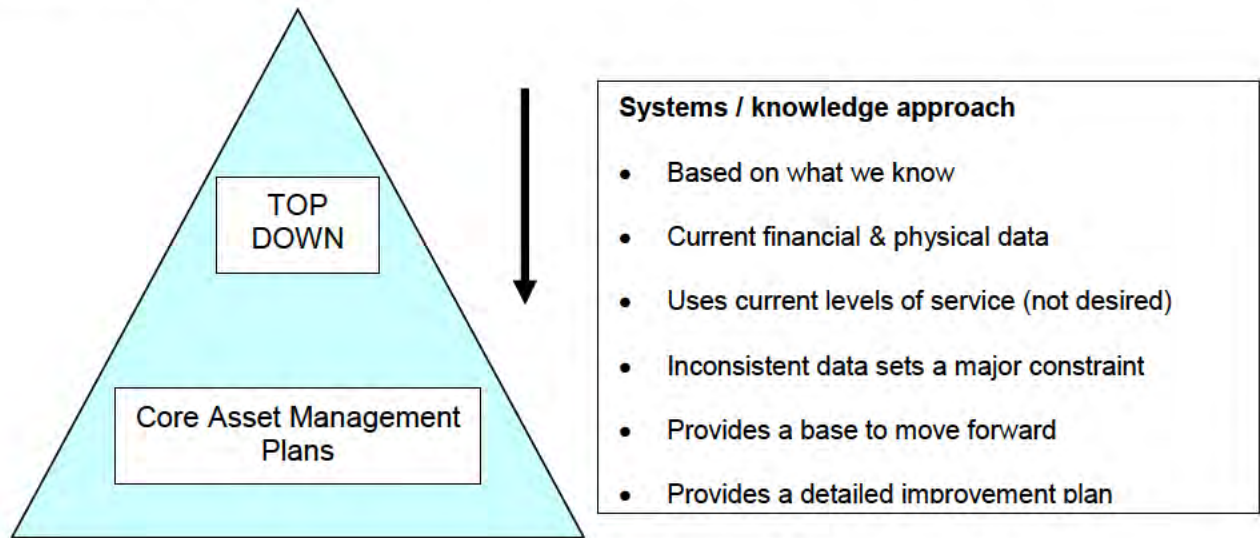 TOP
DOWN
Core Asset Management
Plans
Systems / knowledge approach
• Based on what we know
• Current financial & physical data
• Uses current levels of service (not desired)
• Inconsistent data sets a major constraint
• Provides a base to move forward
• Provides a detailed improvement plan